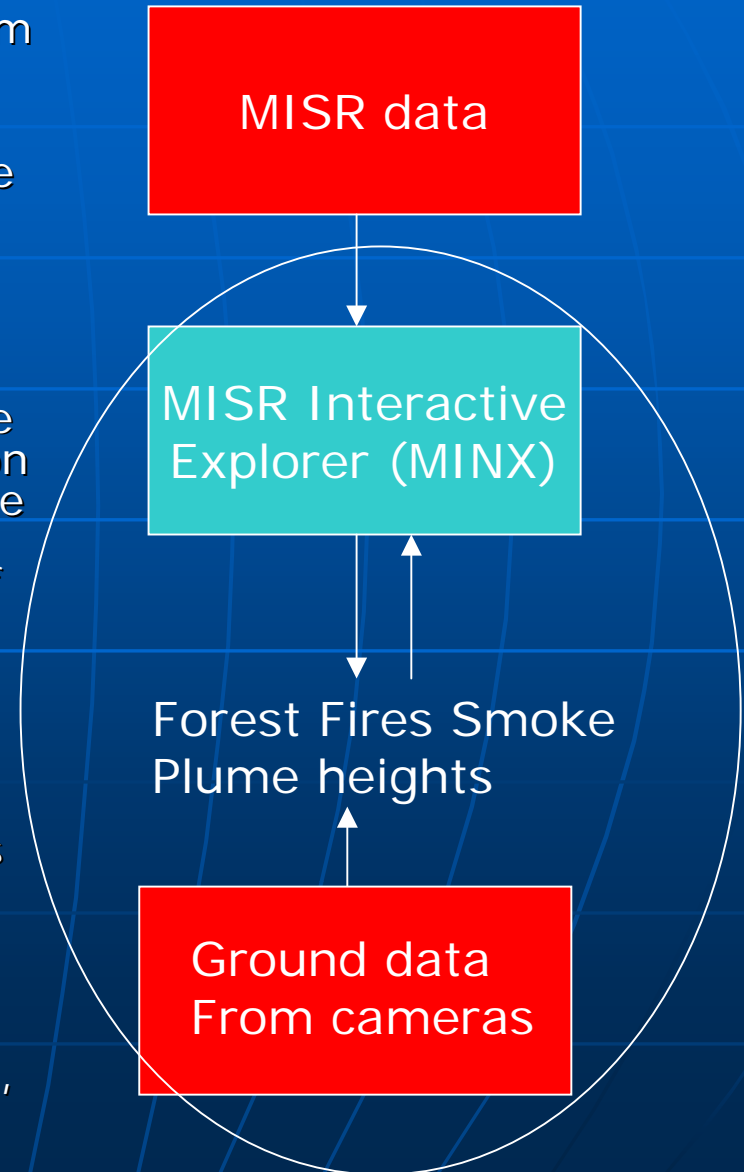 MISR data
MISR Interactive
Explorer (MINX)
Forest Fires Smoke
Plume heights
Ground data
From cameras